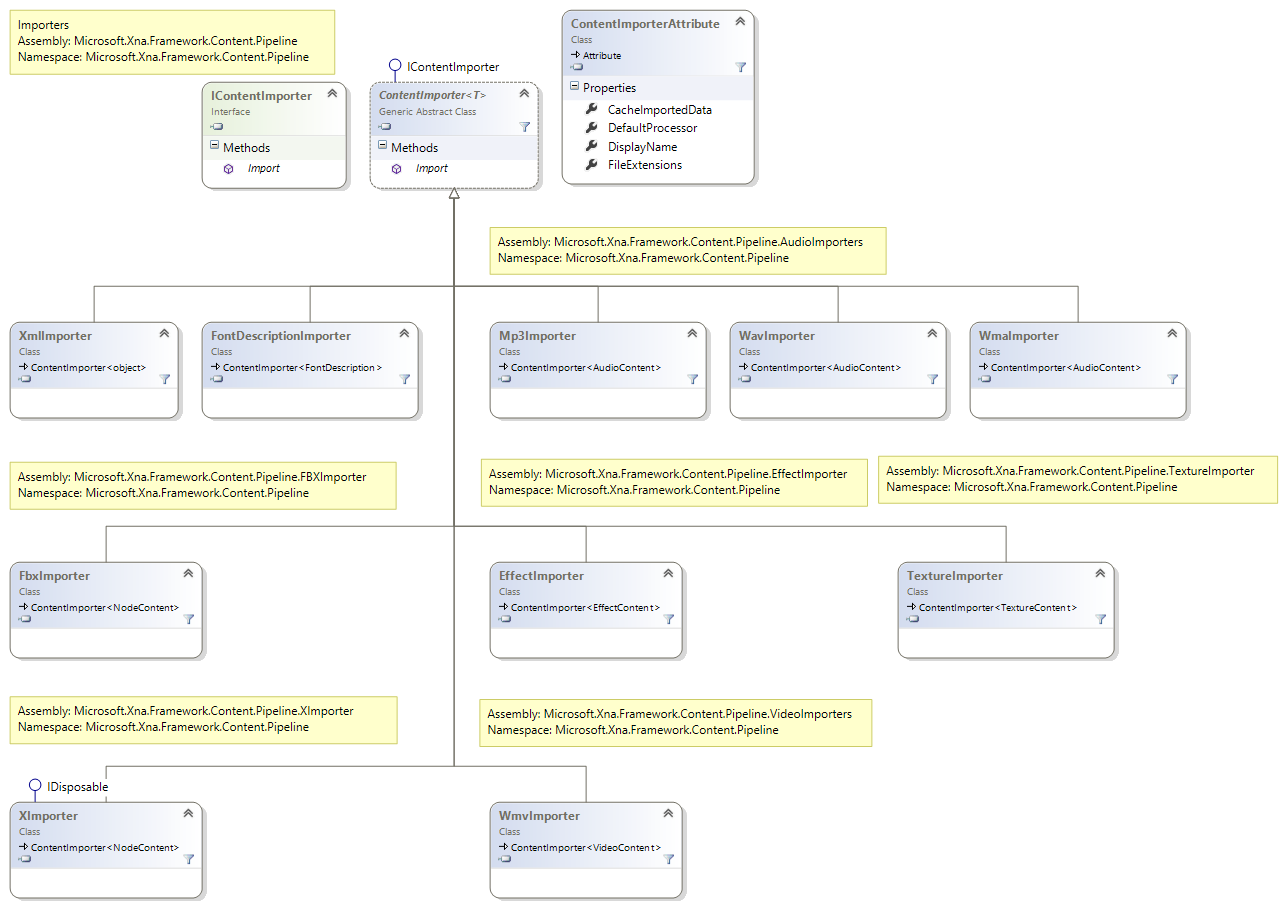 Importers
Assembly: Microsoft.Xna.Framework.Content.Pipeline
Namespace: Microsoft.Xna.Framework.Content.Pipeline
IContentImporter
Interface
Methods
Import
IContentImporter
ContentImporter<T>
Generic Abstract Class
Methods
Import
ContentImporterAttribute
Class
Attribute
Properties
CacheImportedData
DefaultProcessor
DisplayName
FileExtensions
Assembly: Microsoft.Xna.Framework.Content.Pipeline.AudioImporters
Namespace: Microsoft.Xna.Framework.Content.Pipeline
XmlImporter
Class
ContentImporter<object>
FontDescriptionImporter
Class
ContentImporter<FontDescription>
Mp3Importer
Class
ContentImporter<AudioContent>
WavImporter
Class
ContentImporter<AudioContent>
WmaImporter
Class
ContentImporter<AudioContent>
Assembly: Microsoft.Xna.Framework.Content.Pipeline.FBXImporter
Namespace: Microsoft.Xna.Framework.Content.Pipeline
Assembly: Microsoft.Xna.Framework.Content.Pipeline.EffectImporter
Namespace: Microsoft.Xna.Framework.Content.Pipeline
Assembly: Microsoft.Xna.Framework.Content.Pipeline.TextureImporter
Namespace: Microsoft.Xna.Framework.Content.Pipeline
FbxImporter
Class
ContentImporter<NodeContent>
EffectImporter
Class
ContentImporter<EffectContent>
TextureImporter
Class
ContentImporter<TextureContent>
Assembly: Microsoft.Xna.Framework.Content.Pipeline.XImporter
Namespace: Microsoft.Xna.Framework.Content.Pipeline
Assembly: Microsoft.Xna.Framework.Content.Pipeline.VideoImporters
Namespace: Microsoft.Xna.Framework.Content.Pipeline
IDisposable
XImporter
Class
ContentImporter<NodeContent>
WmvImporter
Class
ContentImporter<VideoContent>